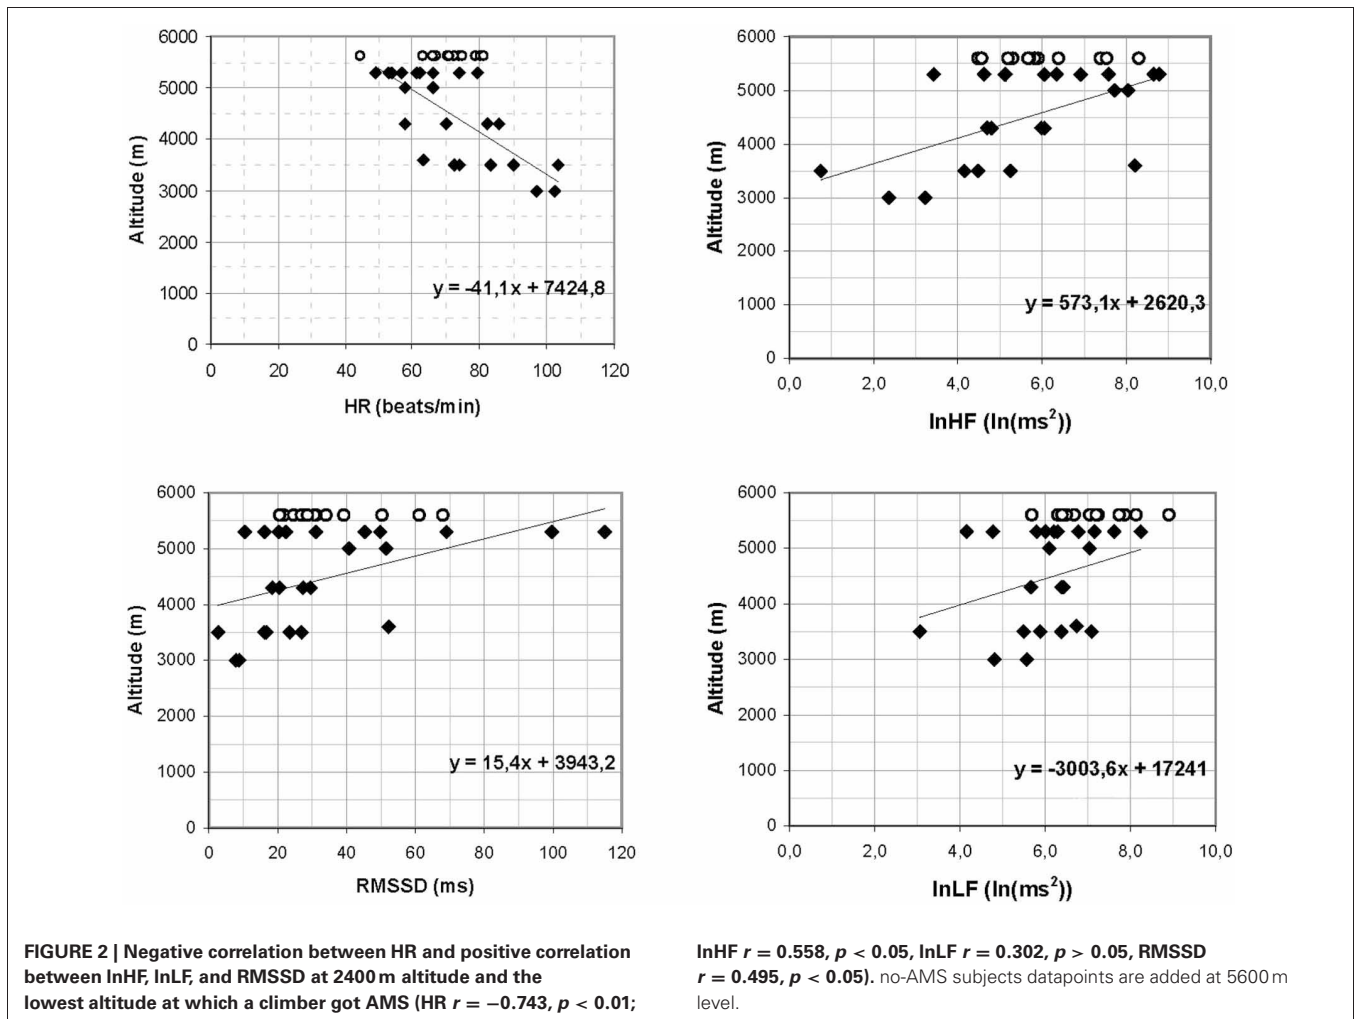 6000
5000
4000
3000
2000
1000
0
Altitude (m)
y = -41,1x + 7424,8
0 20 40 60 80 100 120
HR (beats/min)
6000
5000
4000
3000
2000
1000
0
Altitude (m)
y = 573,1x + 2620,3
0,0 2,0 4,0 6,0 8,0 10,0
lnHF (ln(ms²))
6000
5000
4000
3000
2000
1000
0
Altitude (m)
y = 15,4x + 3943,2
0 20 40 60 80 100 120
RMSSD (ms)
6000
5000
4000
3000
2000
1000
0
Altitude (m)
y = -3003,6x + 17241
0,0 2,0 4,0 6,0 8,0 10,0
lnLF (ln(ms²))
FIGURE 2 | Negative correlation between HR and positive correlation
between lnHF, lnLF, and RMSSD at 2400 m altitude and the
lowest altitude at which a climber got AMS (HR r = −0.743, p < 0.01;
lnHF r = 0.558, p < 0.05, lnLF r = 0.302, p > 0.05, RMSSD
r = 0.495, p < 0.05). no-AMS subjects datapoints are added at 5600 m
level.